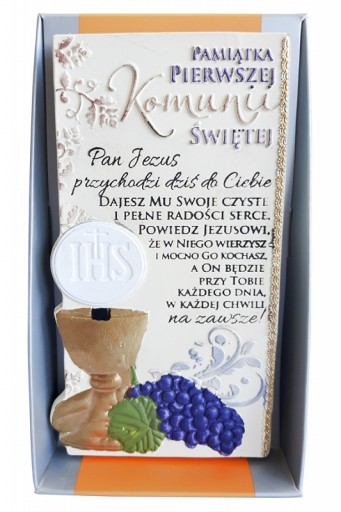 PAMIĄTKA
PIERWSZEJ
Komunii
ŚWIĘTEJ
Pan Jezus
przychodzi dziś do Ciebie
DAJESZ MU SWOJE CZYSTE
I PEŁNE RADOŚCI SERCE.
POWIEDZ JEZUSOWI,
ŻE W NIEGO WIERZYSZ
I MOCNO GO KOCHASZ,
A ON BĘDZIE
PRZY TOBIE
KAŻDEGO DNIA,
W KAŻDEJ CHWILI
na zawsze!
IHS